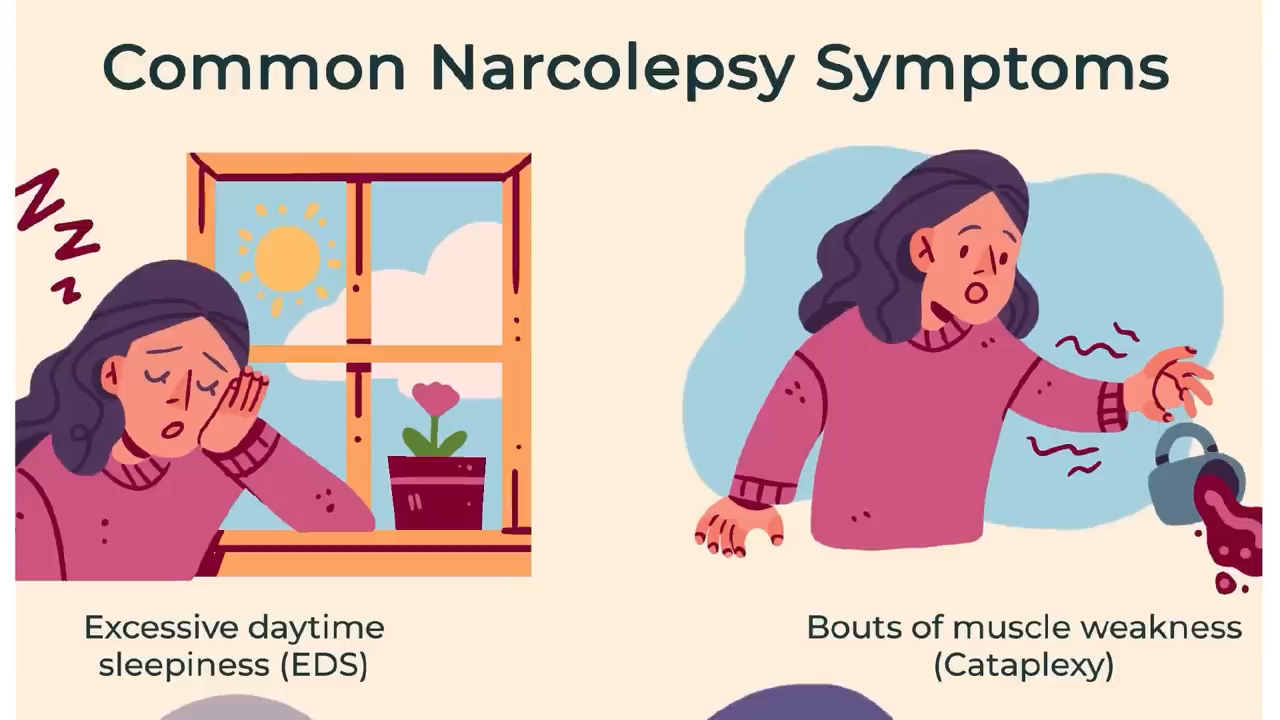 Common Narcolepsy Symptoms
z
z
z
Excessive daytime
sleepiness (EDS)
Bouts of muscle weakness
(Cataplexy)